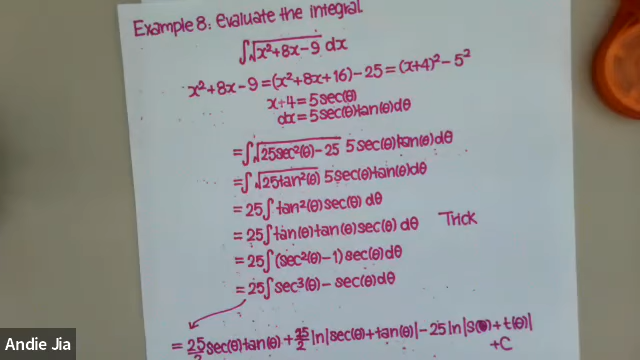 Example 8: Evaluate the integral
∫√x²+8x-9 dx
x²+8x-9=(x²+8x+16)-25=(x+4)²-5²
x+4=5sec(θ)
dx=5sec(θ)tan(θ)dθ
=∫√25sec²(θ)-25 5sec(θ)tan(θ)dθ
=∫√25tan²(θ) 5sec(θ)tan(θ)dθ
=25∫tan²(θ)sec(θ) dθ
=25∫tan(θ)tan(θ)sec(θ) dθ Trick
=25∫(sec²(θ)-1)sec(θ)dθ
=25∫sec³(θ)-sec(θ)dθ
=25/2 sec(θ)tan(θ)+25/2 ln|sec(θ)+tan(θ)|-25ln|s(θ)+t(θ)|
+C
Andie Jia